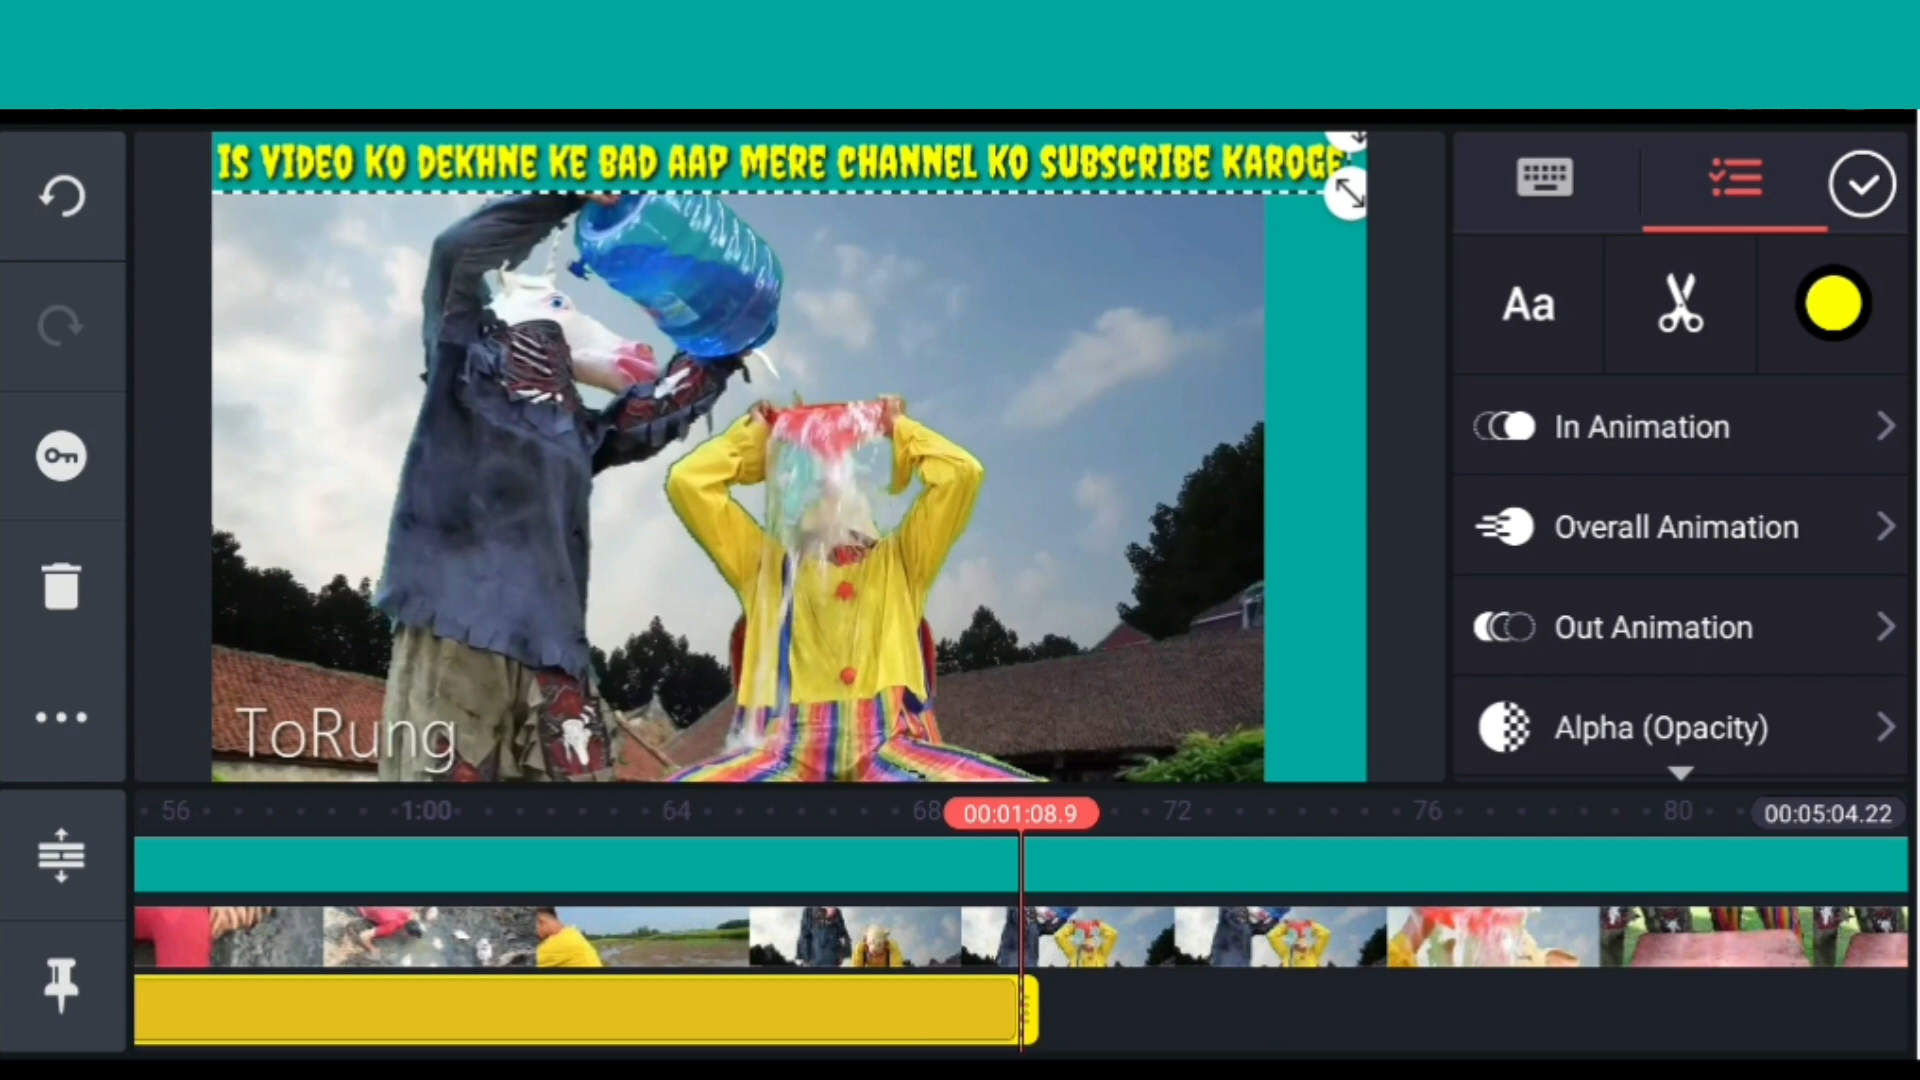 IS VIDEO KO DEKHNE KE BAD AAP MERE CHANNEL KO SUBSCRIBE KAROGE
Aa
In Animation
Overall Animation
Out Animation
Alpha (Opacity)
ToRung
56 1:00 64 68 00:01:08.9 72 76 80 00:05:04.22